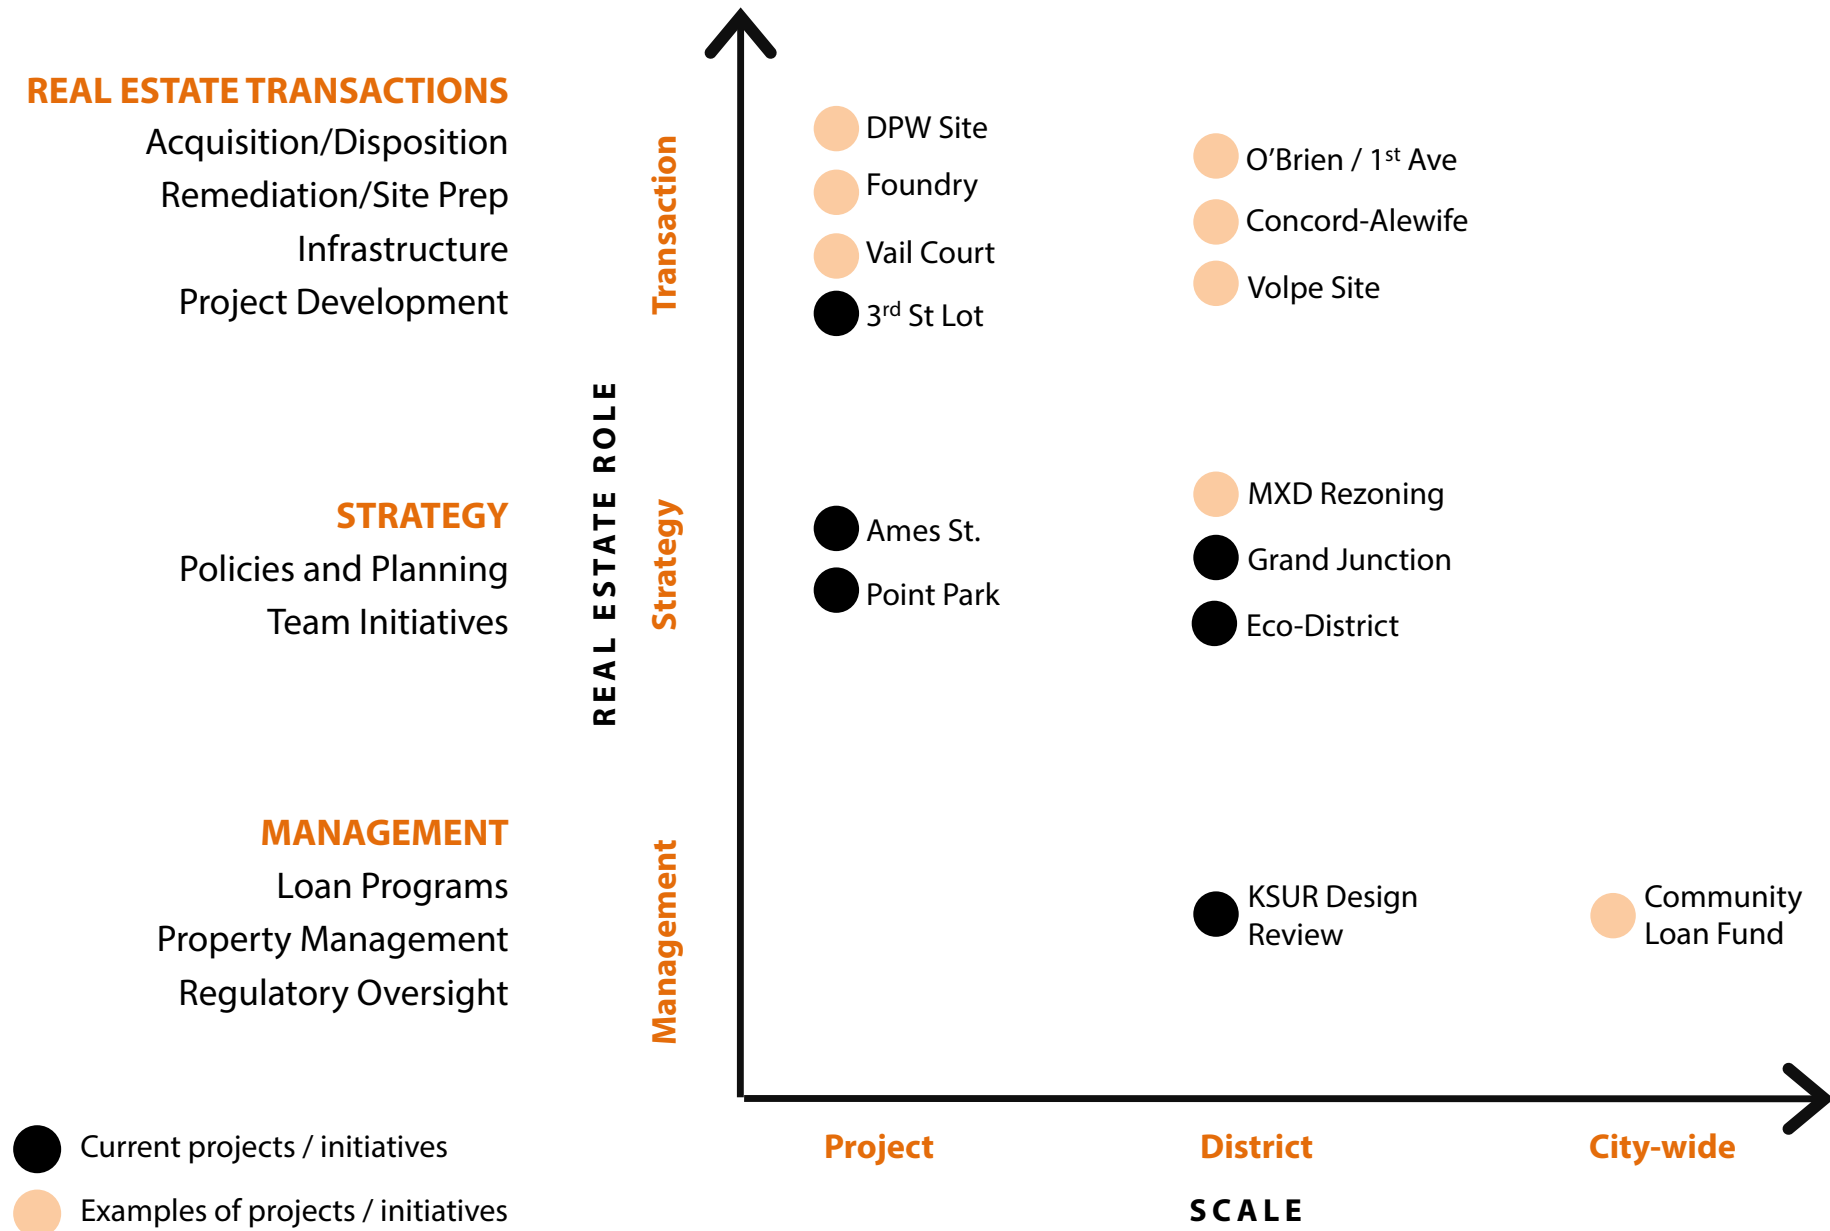 REAL ESTATE TRANSACTIONS
Acquisition/Disposition
Remediation/Site Prep
Infrastructure
Project Development
STRATEGY
Policies and Planning
Team Initiatives
MANAGEMENT
Loan Programs
Property Management
Regulatory Oversight
Current projects / initiatives
Examples of projects / initiatives
REAL ESTATE ROLE
Transaction
Strategy
Management
DPW Site
Foundry
Vail Court
3rd St Lot
O’Brien / 1st Ave
Concord-Alewife
Volpe Site
Ames St.
Point Park
MXD Rezoning
Grand Junction
Eco-District
KSUR Design
Review
Community
Loan Fund
Project
District
City-wide
SCALE